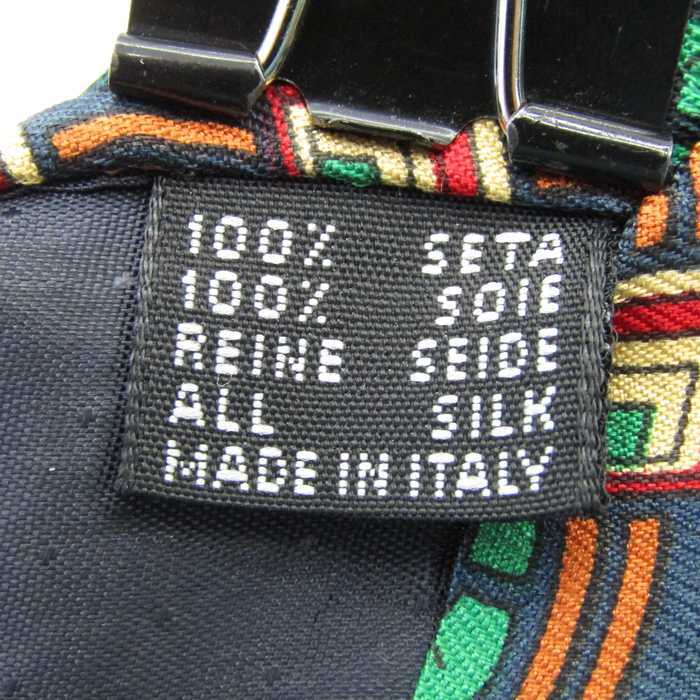 100% SETA
100% SOIE
REINE SEIDE
ALL SILK
MADE IN ITALY